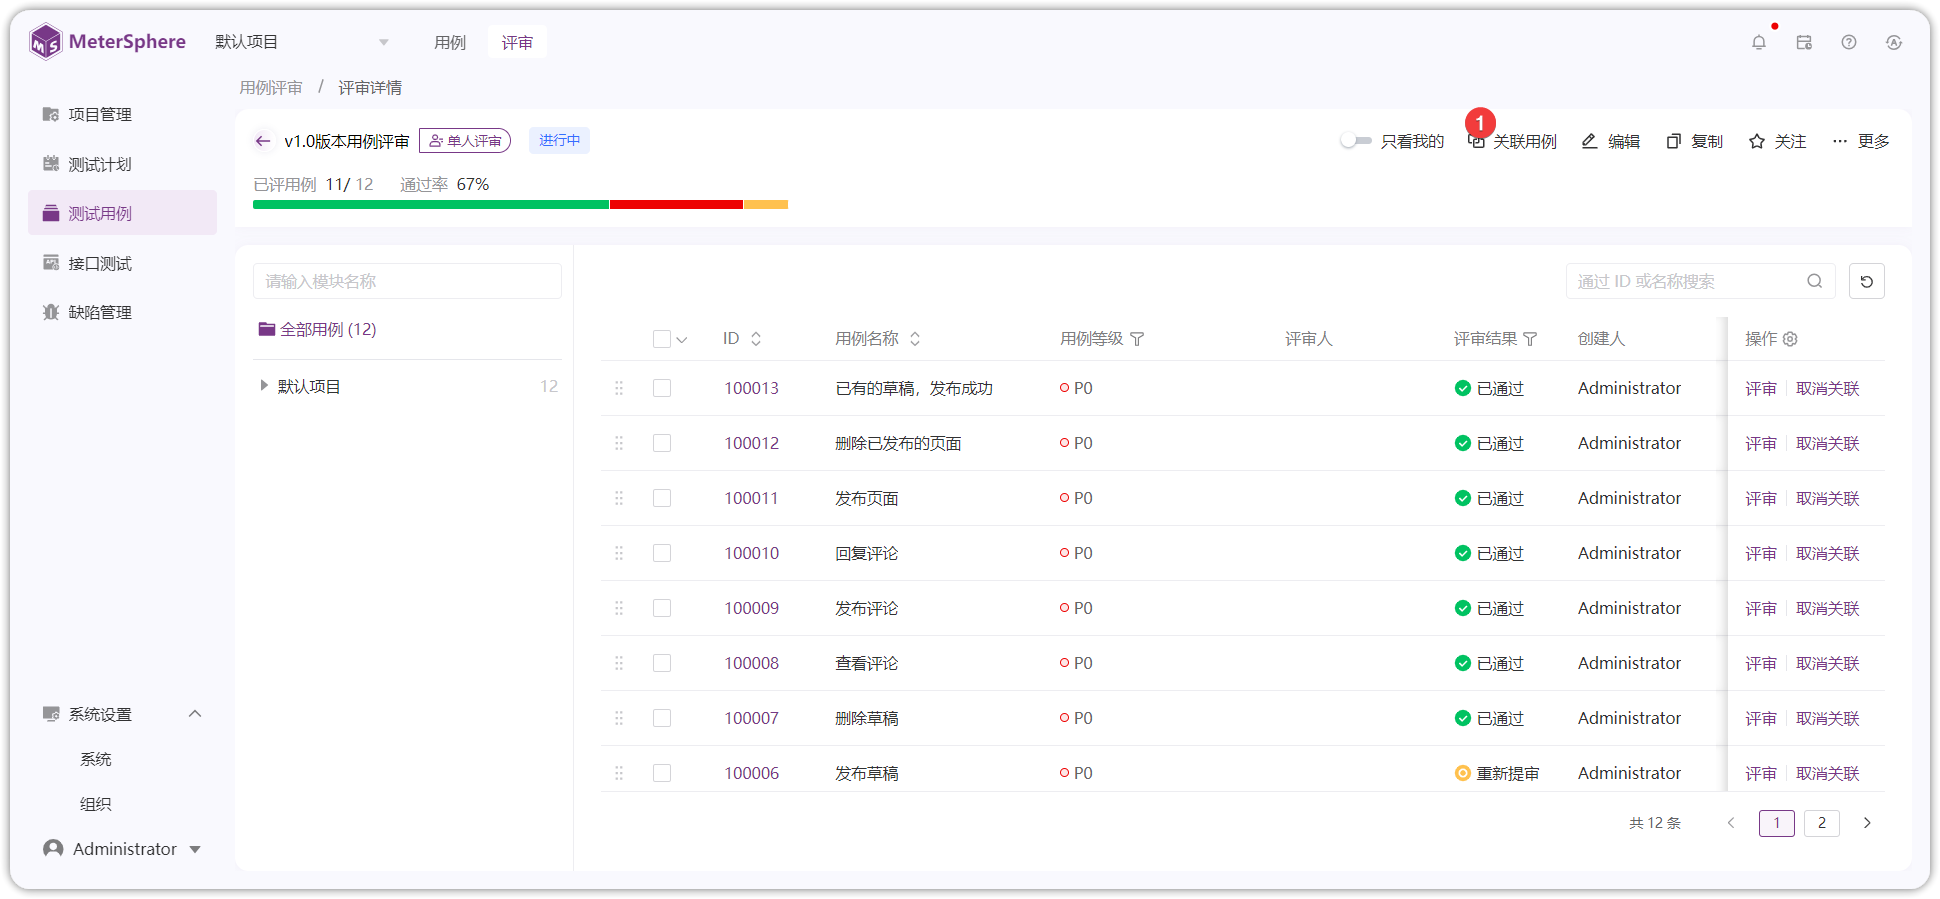 MeterSphere
默认项目
用例
评审
用例评审 / 评审详情
项目管理
测试计划
测试用例
接口测试
缺陷管理
系统设置
系统
组织
Administrator
v1.0版本用例评审
单人评审
进行中
只看我的
1
关联用例
编辑
复制
关注
更多
已评用例 11/ 12
通过率 67%
请输入模块名称
全部用例 (12)
默认项目 12
通过 ID 或名称搜索
ID 用例名称 用例等级 评审人 评审结果 创建人 操作
100013 已有的草稿，发布成功 P0 已通过 Administrator 评审 取消关联
100012 删除已发布的页面 P0 已通过 Administrator 评审 取消关联
100011 发布页面 P0 已通过 Administrator 评审 取消关联
100010 回复评论 P0 已通过 Administrator 评审 取消关联
100009 发布评论 P0 已通过 Administrator 评审 取消关联
100008 查看评论 P0 已通过 Administrator 评审 取消关联
100007 删除草稿 P0 已通过 Administrator 评审 取消关联
100006 发布草稿 P0 重新提审 Administrator 评审 取消关联
共 12 条 1 2